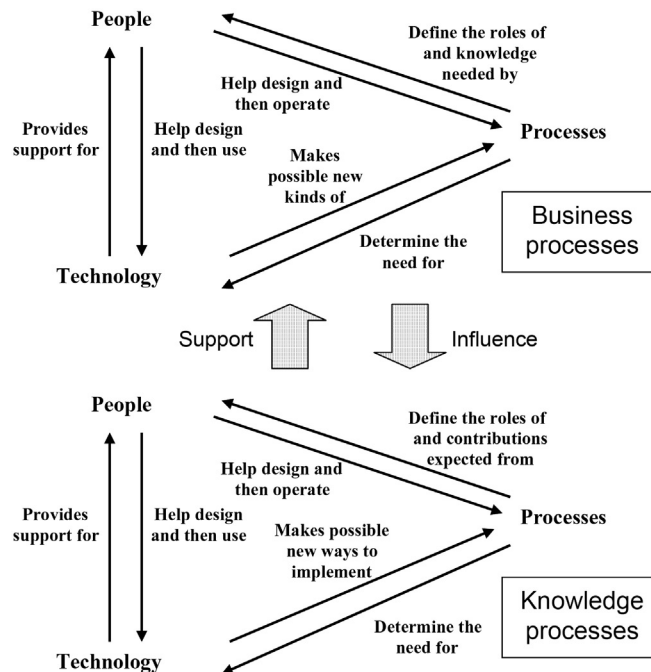 People
Define the roles of
and knowledge
needed by
Help design and
then operate
Provides
support for
Help design
and then use
Processes
Makes
possible new
kinds of
Business
processes
Determine the
need for
Technology
Support
Influence
People
Define the roles of
and contributions
expected from
Help design and
then operate
Provides
support for
Help design
and then use
Processes
Makes possible
new ways to
implement
Knowledge
processes
Determine the
need for
Technology